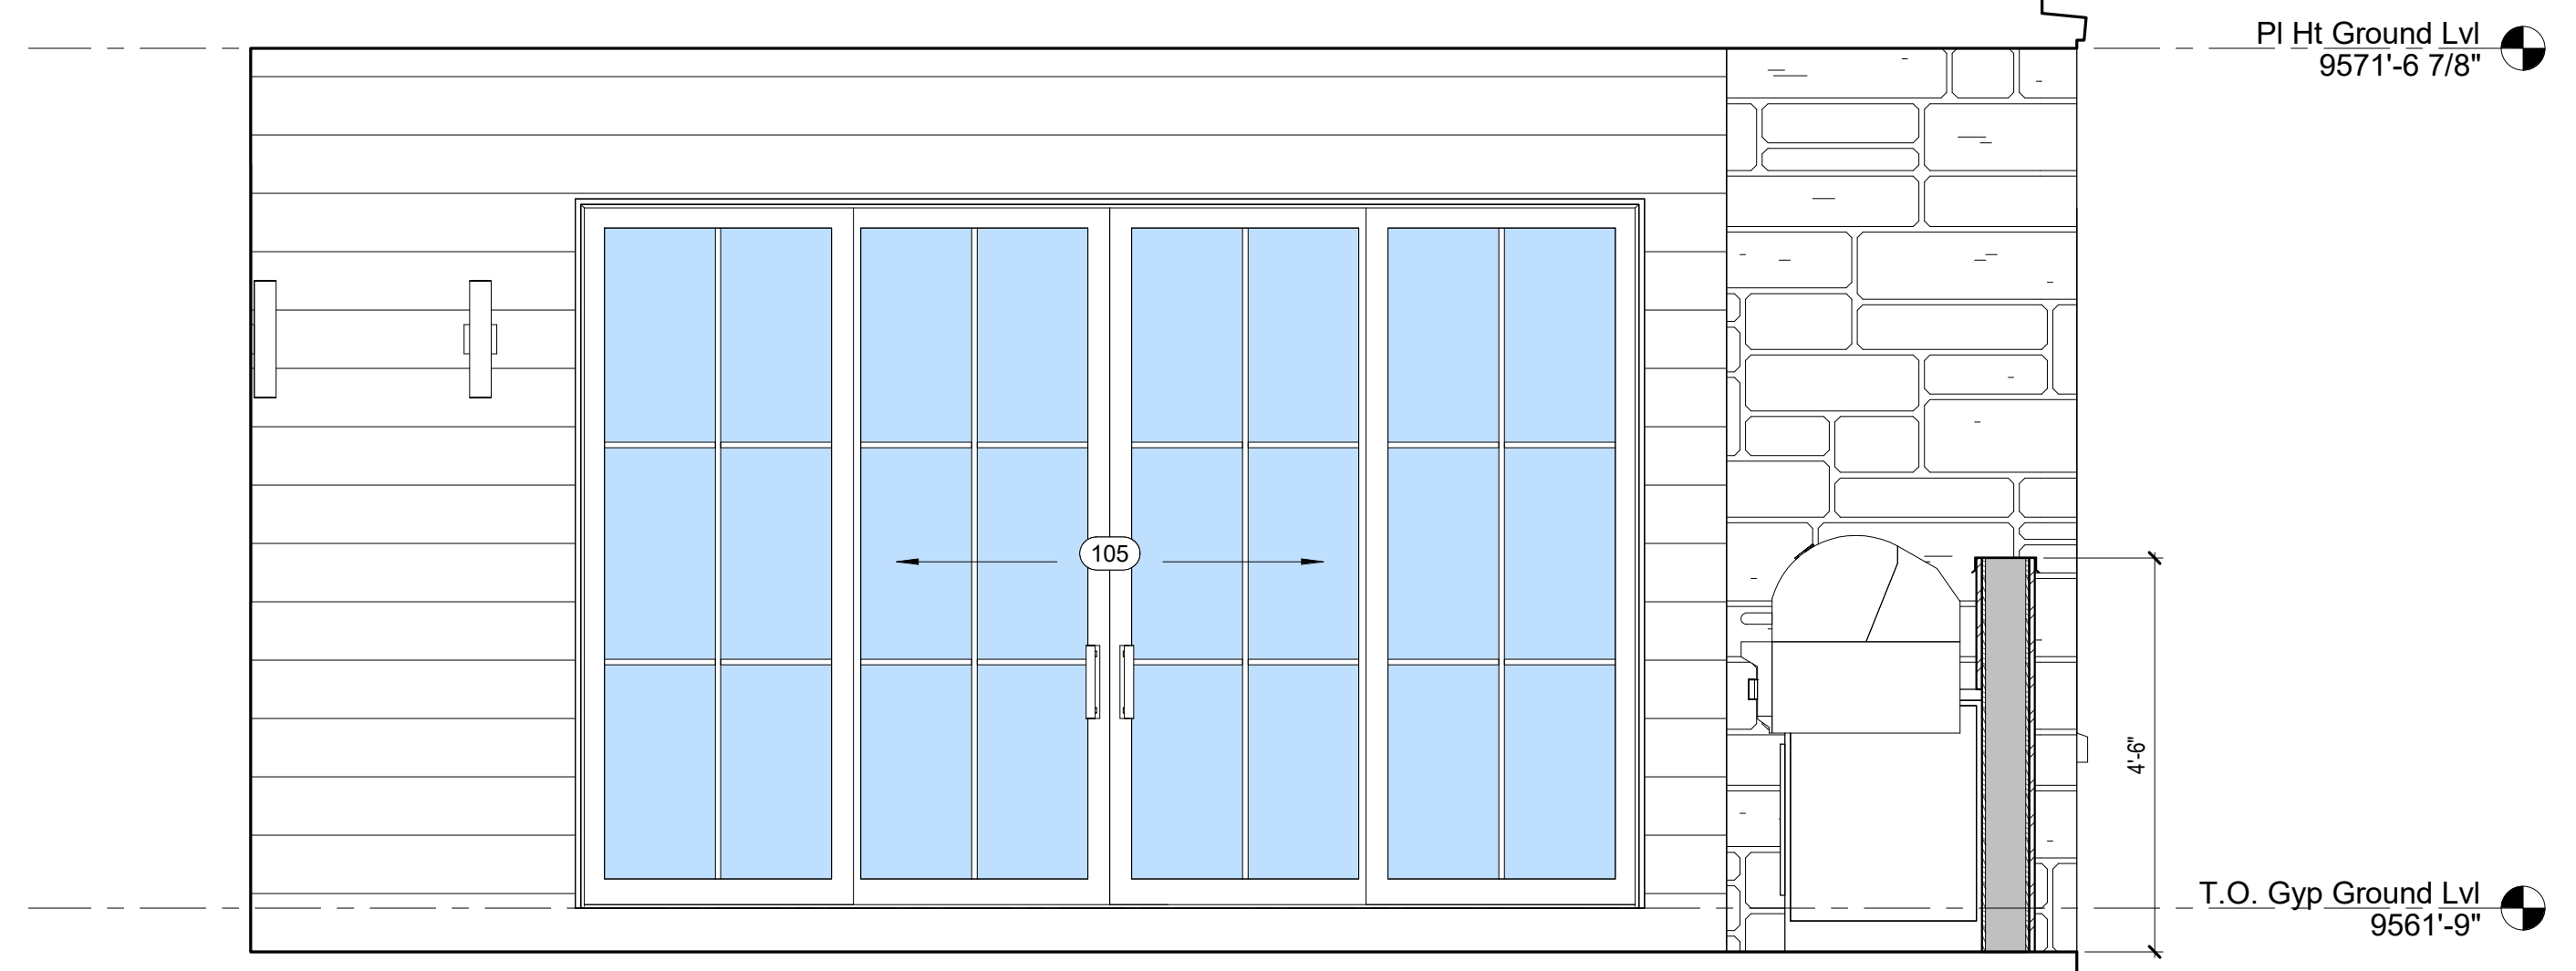 Pl Ht Ground Lvl
9571'-6 7/8"
105
4'-6"
T.O. Gyp Ground Lvl
9561'-9"